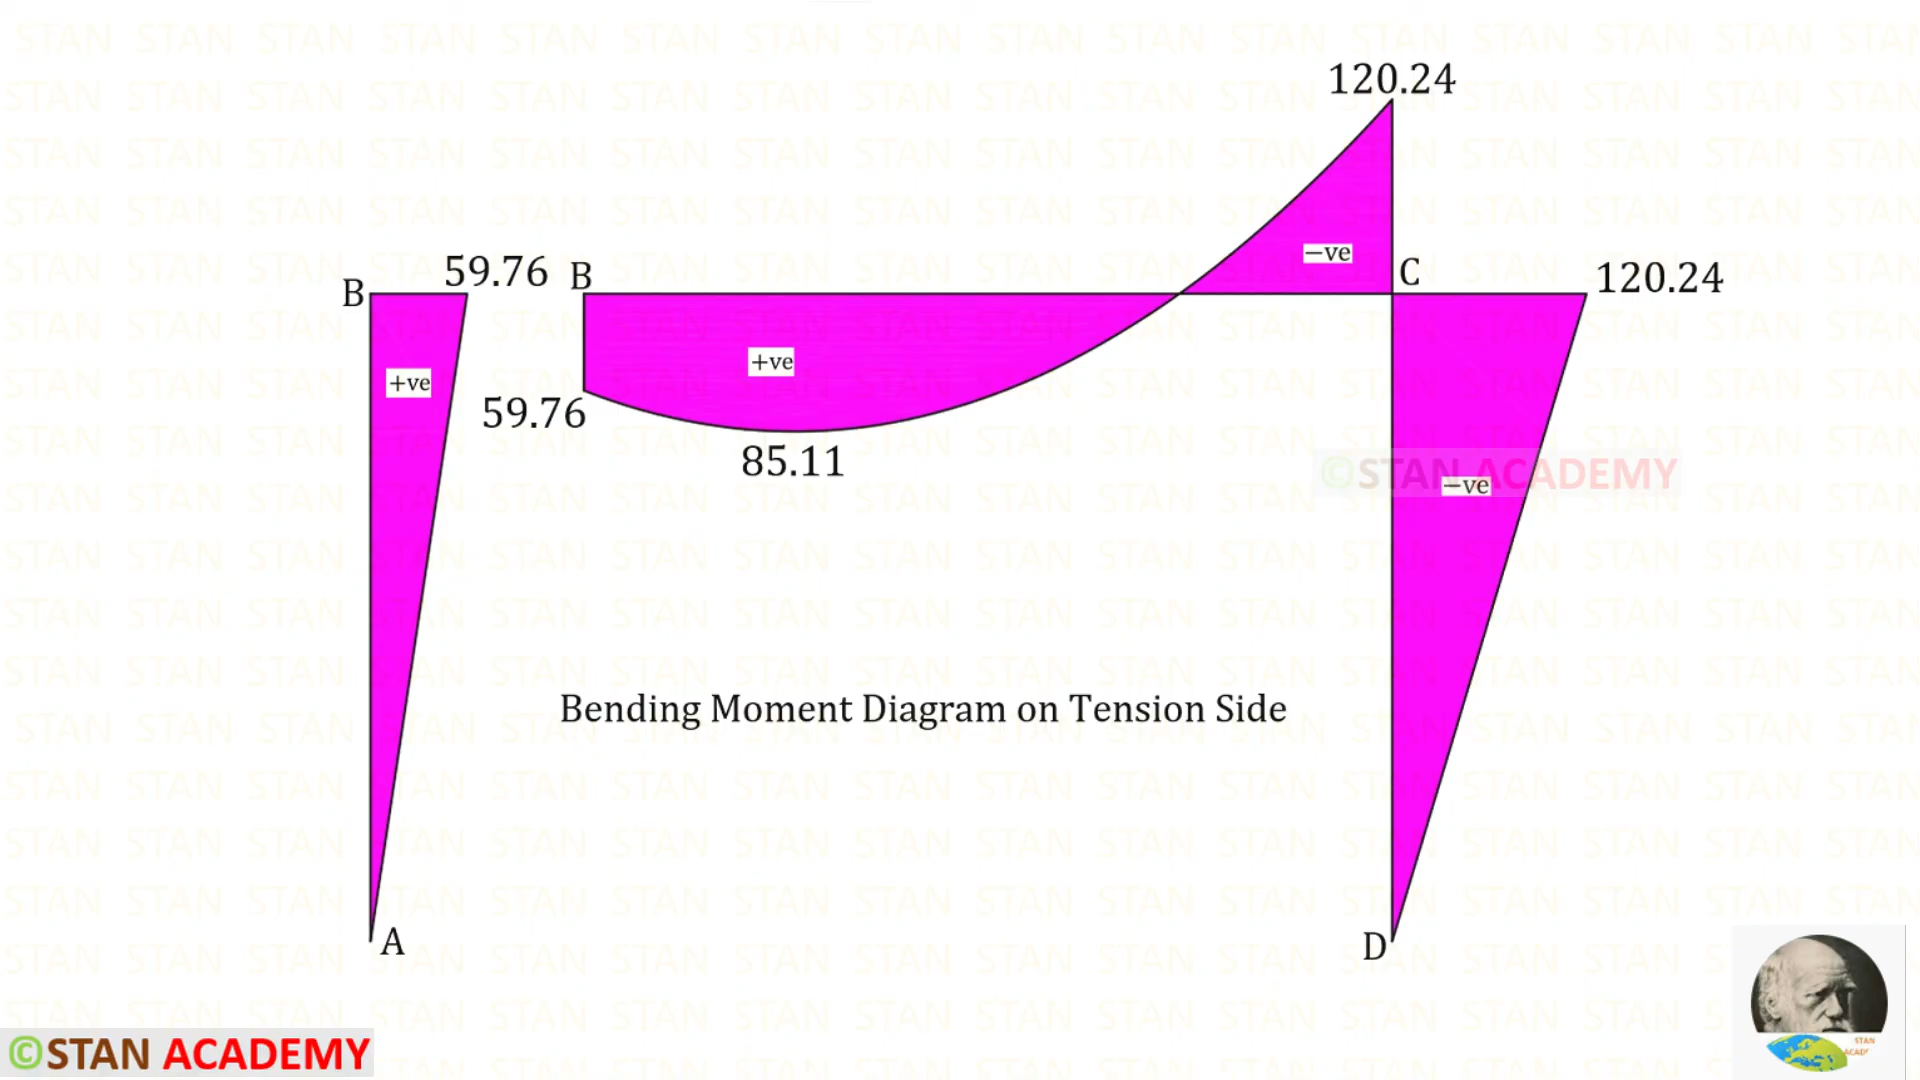 120.24
−ve
59.76
B
B
C
120.24
+ve
+ve
59.76
85.11
©STAN ACADEMY
−ve
Bending Moment Diagram on Tension Side
A
D
©STAN ACADEMY
STAN